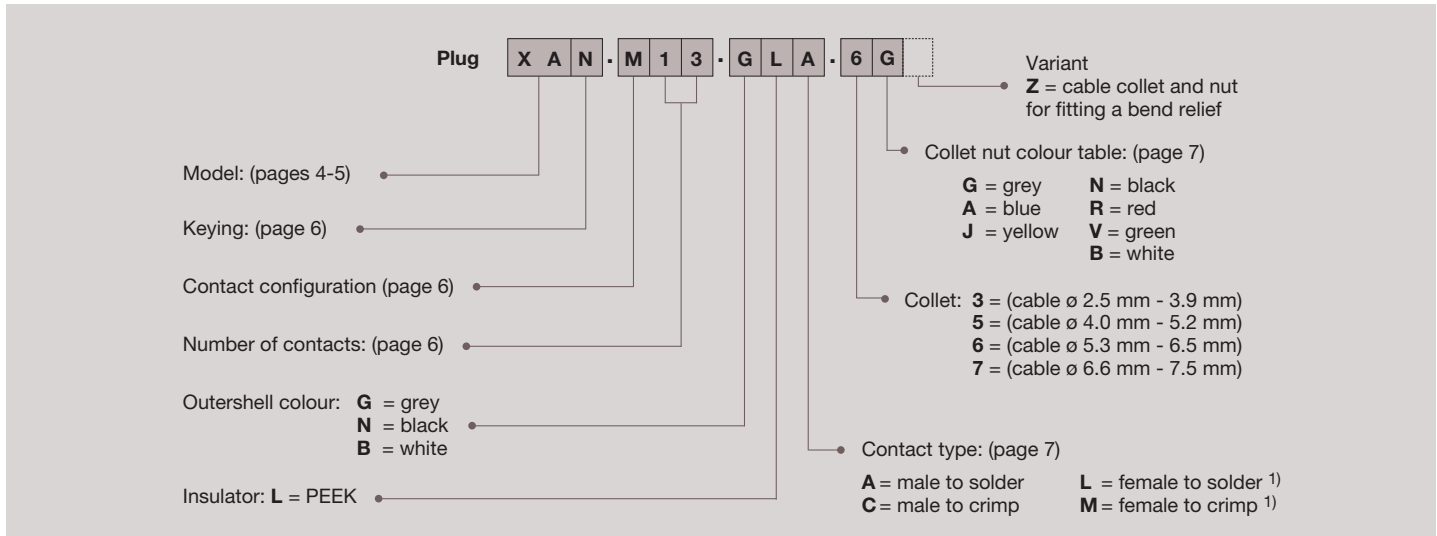 Plug X A N . M 1 3 . G L A . 6 G
Variant
Z = cable collet and nut
for fitting a bend relief
Collet nut colour table: (page 7)
G = grey N = black
A = blue R = red
J = yellow V = green
B = white
Model: (pages 4-5)
Keying: (page 6)
Contact configuration (page 6)
Number of contacts: (page 6)
Collet: 3 = (cable ø 2.5 mm - 3.9 mm)
5 = (cable ø 4.0 mm - 5.2 mm)
6 = (cable ø 5.3 mm - 6.5 mm)
7 = (cable ø 6.6 mm - 7.5 mm)
Outershell colour: G = grey
N = black
B = white
Insulator: L = PEEK
Contact type: (page 7)
A = male to solder L = female to solder 1)
C = male to crimp M = female to crimp 1)